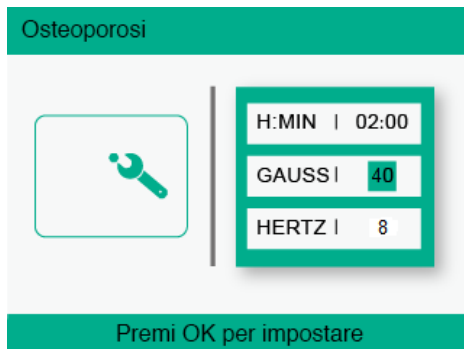 Osteoporosi
H:MIN | 02:00
GAUSS | 40
HERTZ | 8
Premi OK per impostare